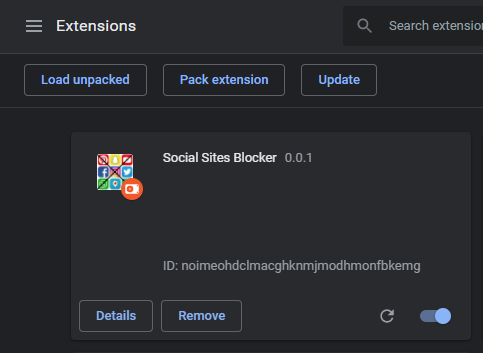 Extensions
Search extension
Load unpacked
Pack extension
Update
Social Sites Blocker 0.0.1
ID: noimeohdclmacghknmjmodhmonfbkemg
Details
Remove